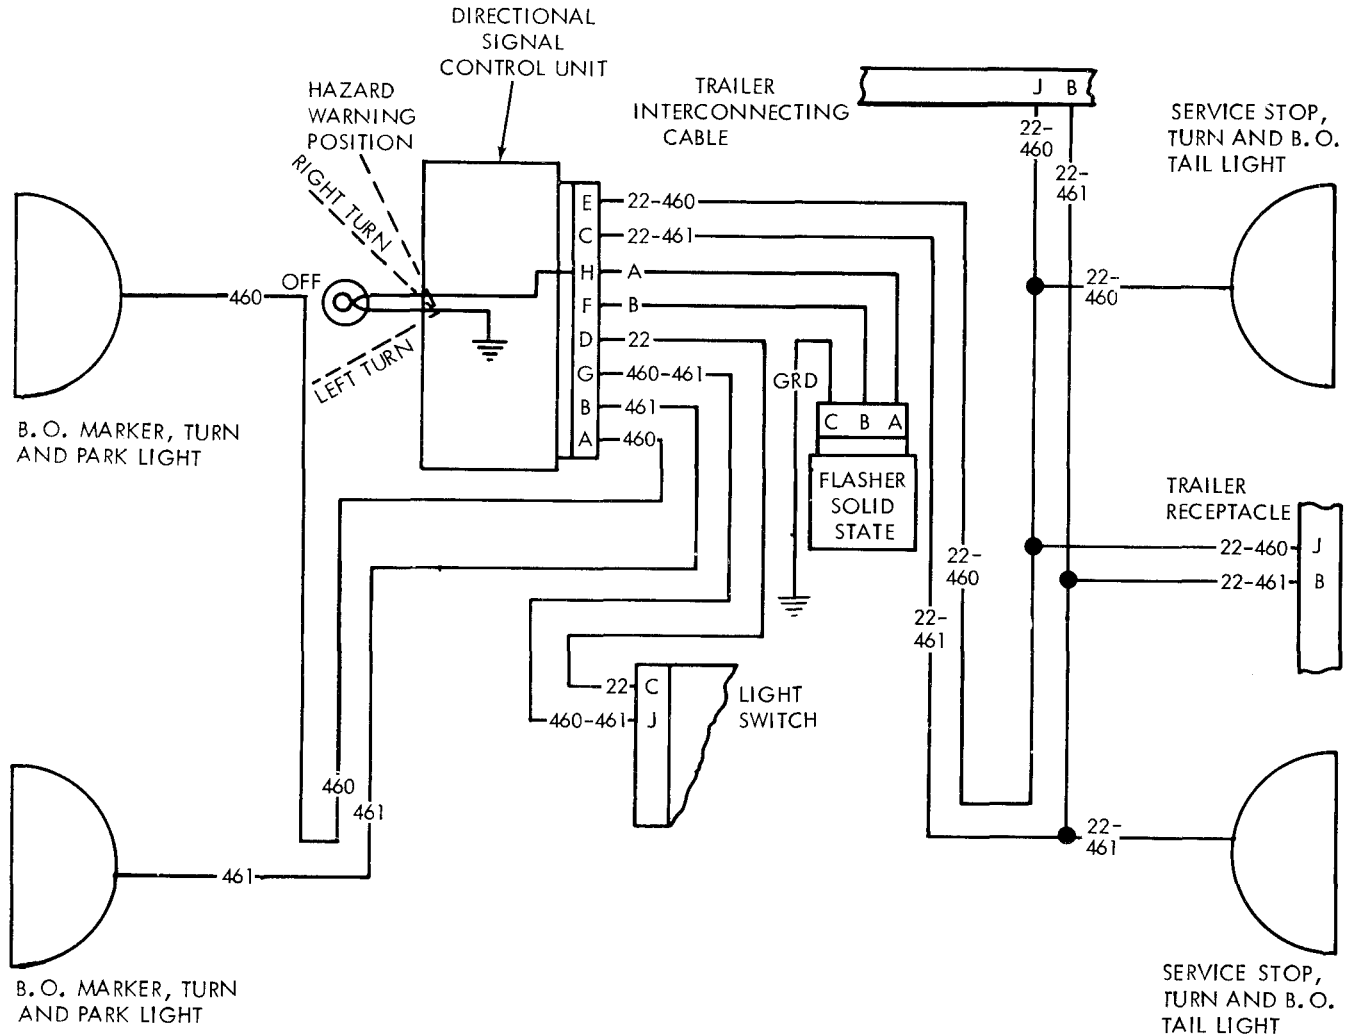 DIRECTIONAL
SIGNAL
CONTROL UNIT
HAZARD
WARNING
POSITION
RIGHT TURN
OFF
LEFT TURN
TRAILER
INTERCONNECTING
CABLE
J B
22-
460
22-
461
SERVICE STOP,
TURN AND B.O.
TAIL LIGHT
E 22-460
C 22-461
H A
F B
D 22
G 460-461
B 461
A 460
460
B.O. MARKER, TURN
AND PARK LIGHT
GRD
C B A
FLASHER
SOLID
STATE
22-
460
TRAILER
RECEPTACLE
22-460 J
22-461 B
22-
460
22-
461
22 C
460-461 J
LIGHT
SWITCH
460
461
461
B.O. MARKER, TURN
AND PARK LIGHT
22-
461
SERVICE STOP,
TURN AND B.O.
TAIL LIGHT